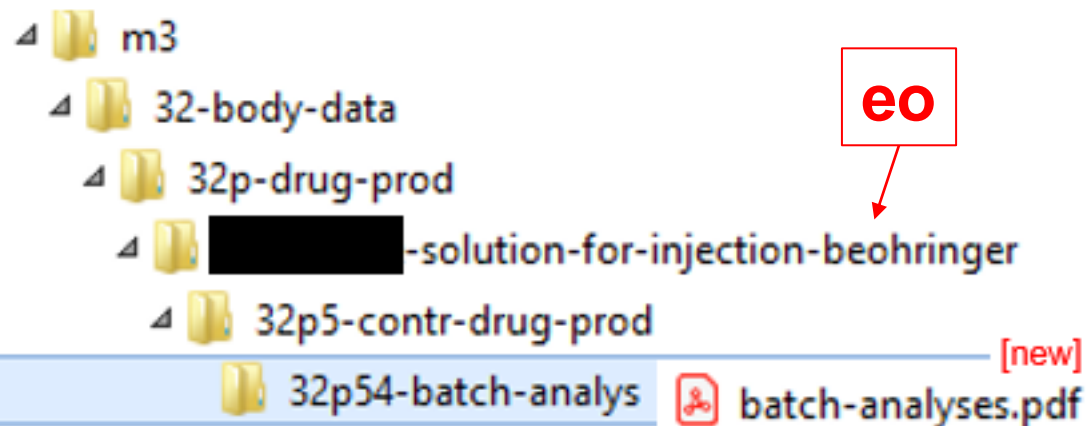 m3
32-body-data
eo
32p-drug-prod
-solution-for-injection-beohringer
32p5-contr-drug-prod
[new]
32p54-batch-analys batch-analyses.pdf